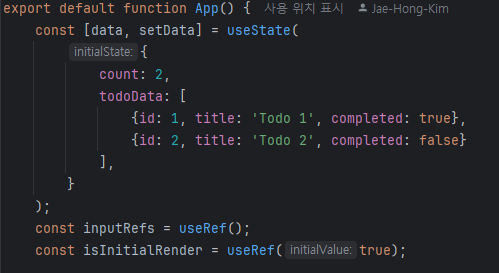 export default function App() { 사용 위치 표시 Jae-Hong-Kim
const [data, setData] = useState(
initialState: {
count: 2,
todoData: [
{id: 1, title: 'Todo 1', completed: true},
{id: 2, title: 'Todo 2', completed: false}
],
}
);
const inputRefs = useRef();
const isInitialRender = useRef( initialValue: true);